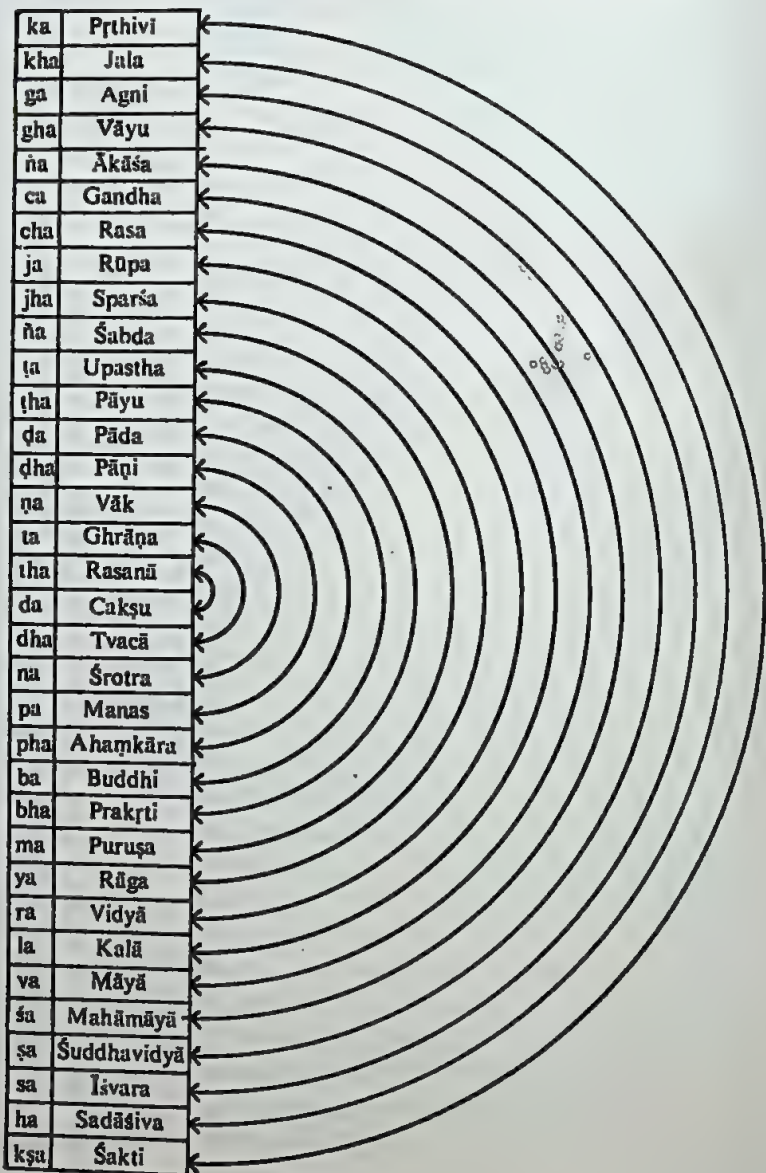 ka Pṛthivī
kha Jala
ga Agni
gha Vāyu
ṅa Ākāśa
ca Gandha
cha Rasa
ja Rūpa
jha Sparśa
ña Śabda
ṭa Upastha
ṭha Pāyu
ḍa Pāda
ḍha Pāṇi
ṇa Vāk
ta Ghrāṇa
tha Rasanā
da Cakṣu
dha Tvacā
na Śrotra
pa Manas
pha Ahaṃkāra
ba Buddhi
bha Prakṛti
ma Puruṣa
ya Rāga
ra Vidyā
la Kalā
va Māyā
śa Mahāmāyā
ṣa Śuddhavidyā
sa Īśvara
ha Sadāśiva
kṣa Śakti